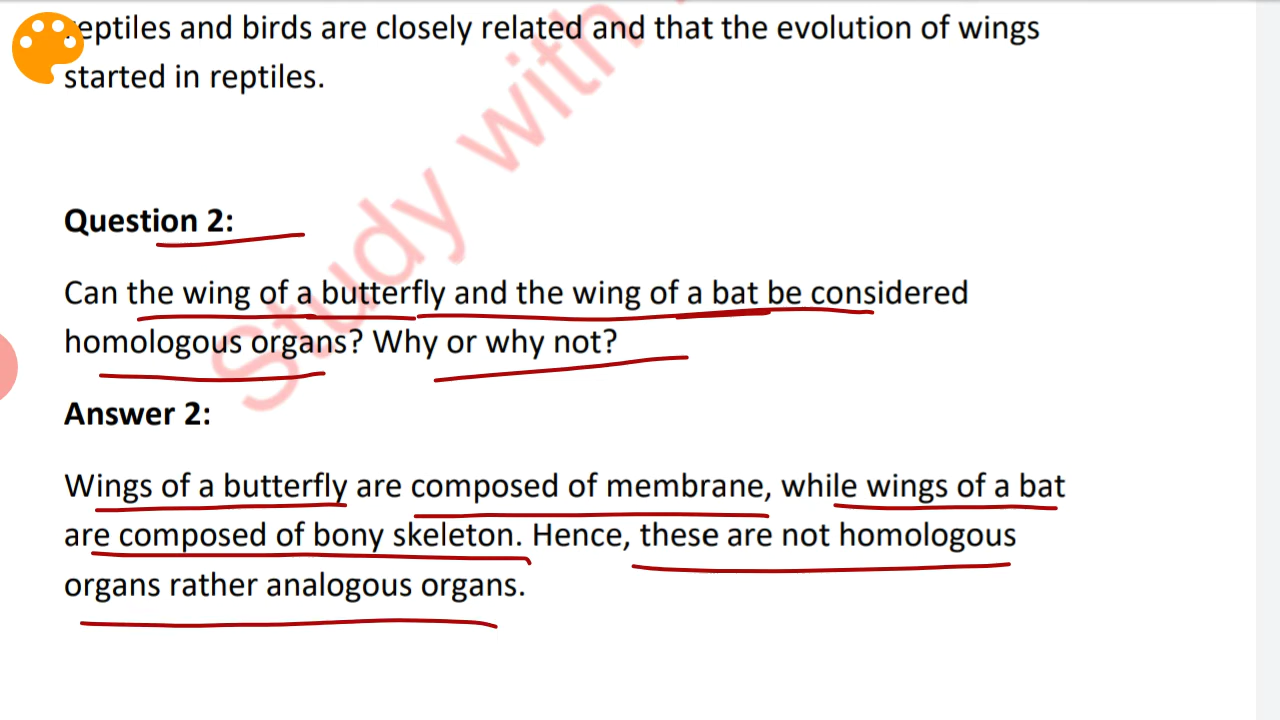 reptiles and birds are closely related and that the evolution of wings
started in reptiles.
Study with
Question 2:
Can the wing of a butterfly and the wing of a bat be considered
homologous organs? Why or why not?
Answer 2:
Wings of a butterfly are composed of membrane, while wings of a bat
are composed of bony skeleton. Hence, these are not homologous
organs rather analogous organs.